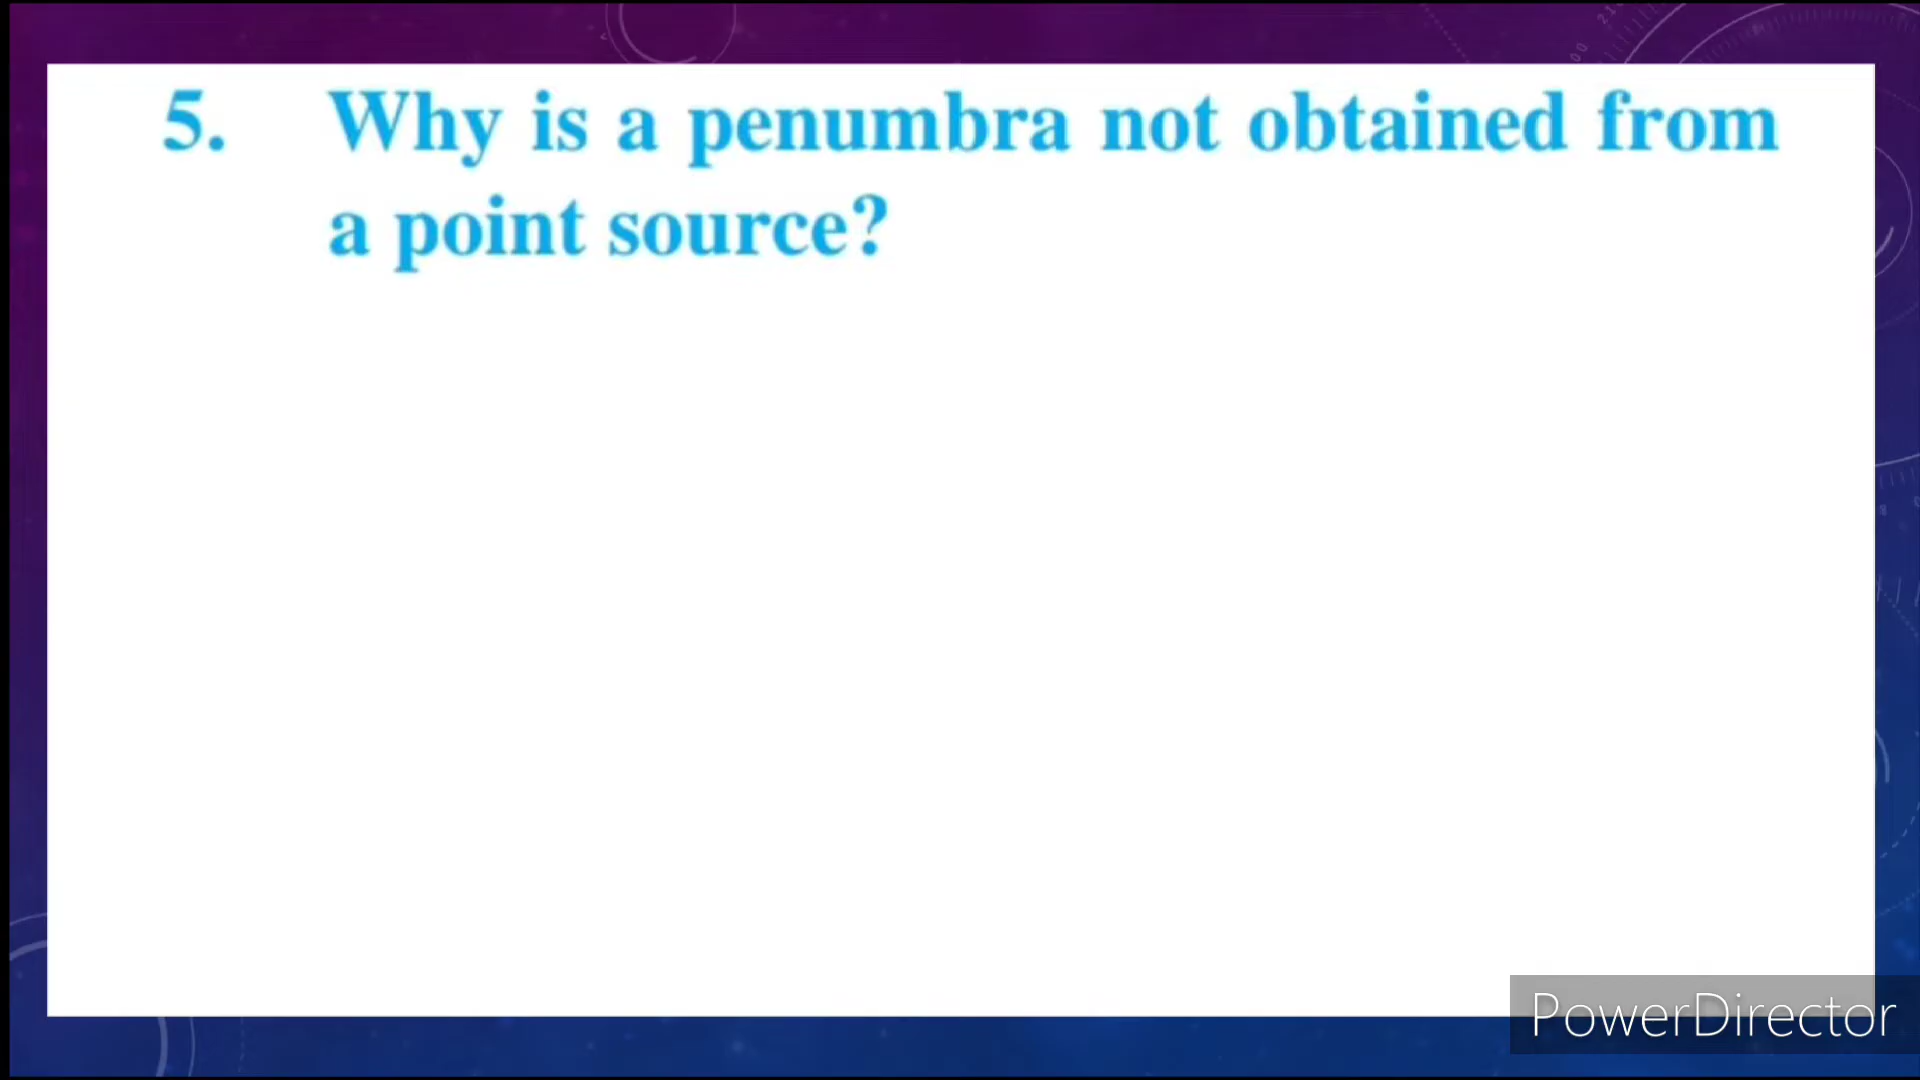 5. Why is a penumbra not obtained from
a point source?
PowerDirector